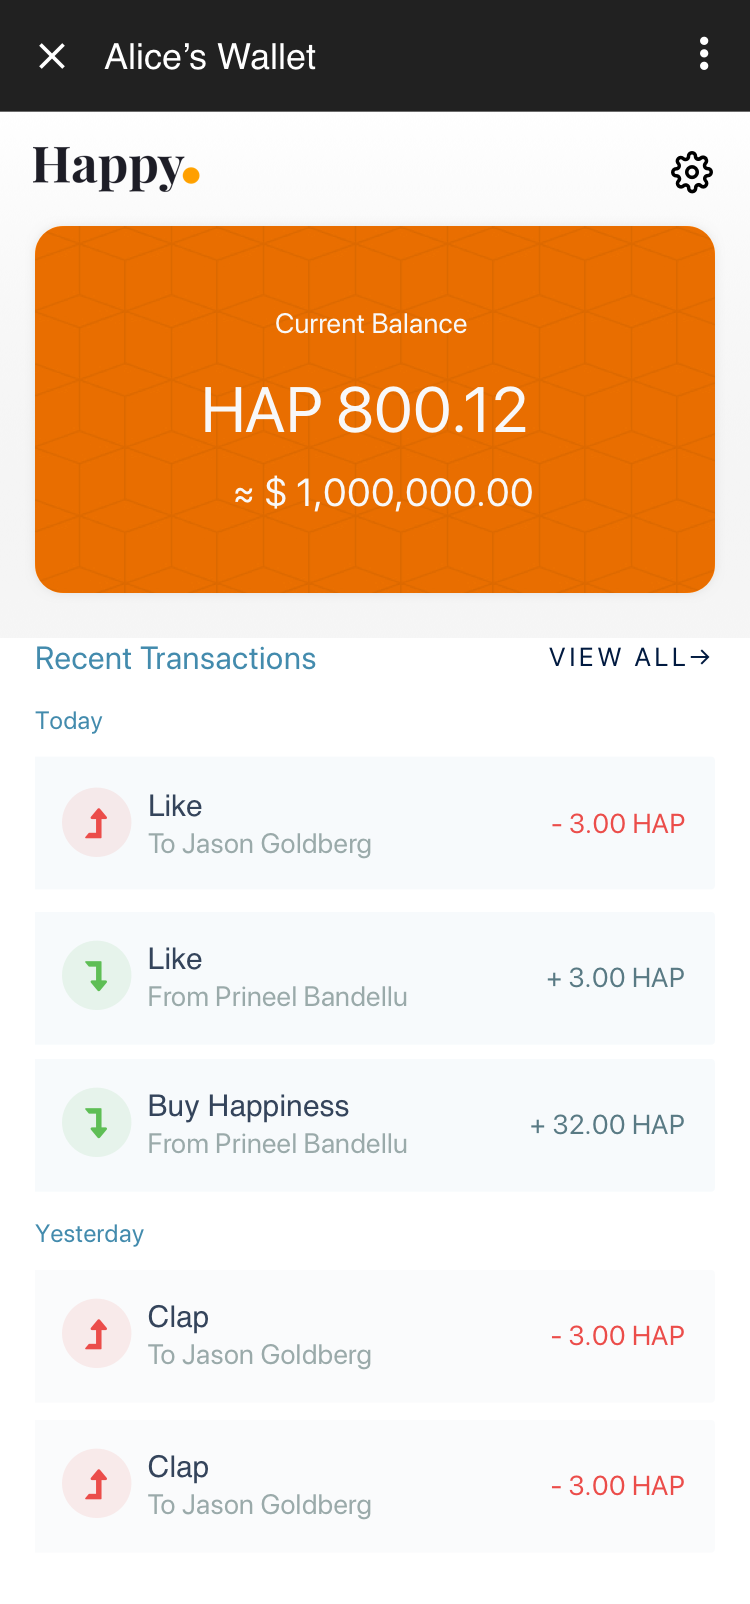 Alice’s Wallet
Happy.
Current Balance
HAP 800.12
≈ $ 1,000,000.00
Recent Transactions
VIEW ALL→
Today
Like
To Jason Goldberg
- 3.00 HAP
Like
From Prineel Bandellu
+ 3.00 HAP
Buy Happiness
From Prineel Bandellu
+ 32.00 HAP
Yesterday
Clap
To Jason Goldberg
- 3.00 HAP
Clap
To Jason Goldberg
- 3.00 HAP